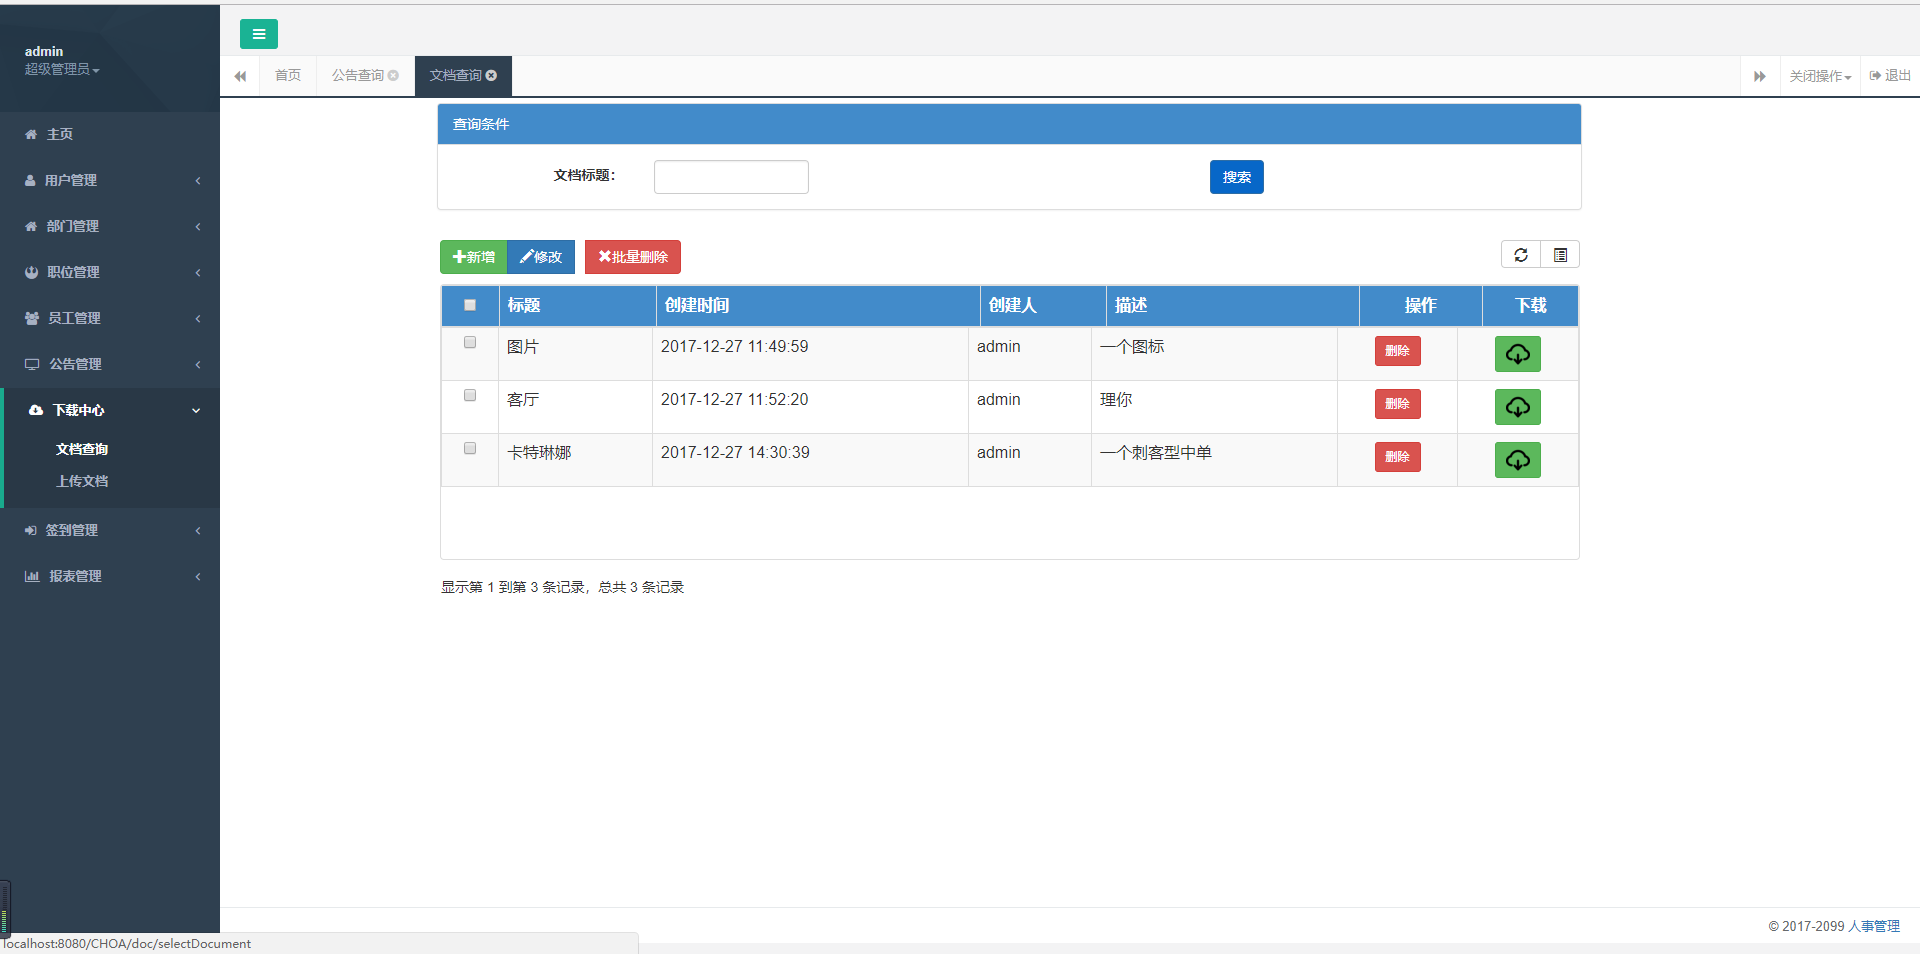 admin
超级管理员
主页
用户管理
部门管理
职位管理
员工管理
公告管理
下载中心
文档查询
上传文档
签到管理
报表管理
首页
公告查询
文档查询
关闭操作
退出
查询条件
文档标题：
搜索
新增
修改
批量删除
标题 创建时间 创建人 描述 操作 下载
图片 2017-12-27 11:49:59 admin 一个图标 删除
客厅 2017-12-27 11:52:20 admin 理你 删除
卡特琳娜 2017-12-27 14:30:39 admin 一个刺客型中单 删除
显示第 1 到第 3 条记录，总共 3 条记录
© 2017-2099 人事管理
localhost:8080/CHOA/doc/selectDocument